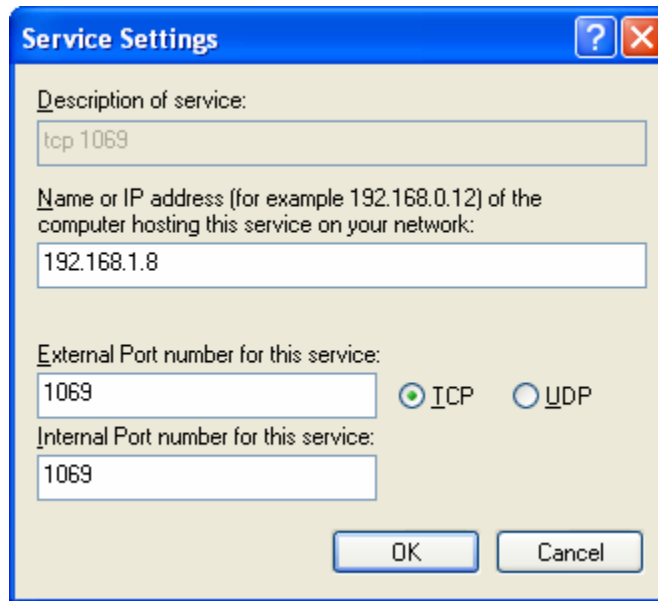 Service Settings
Description of service:
tcp 1069
Name or IP address (for example 192.168.0.12) of the
computer hosting this service on your network:
192.168.1.8
External Port number for this service:
1069
TCP
UDP
Internal Port number for this service:
1069
OK
Cancel